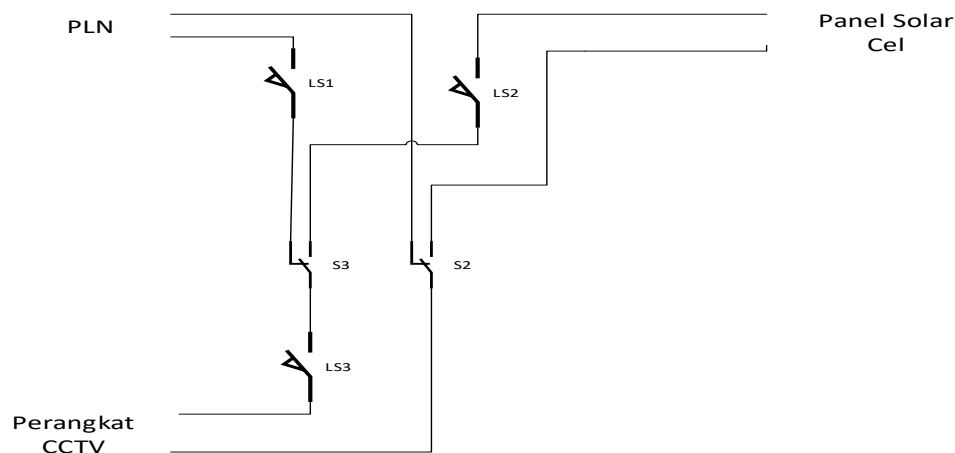 PLN
Panel Solar
Cel
LS1
LS2
S3
S2
LS3
Perangkat
CCTV